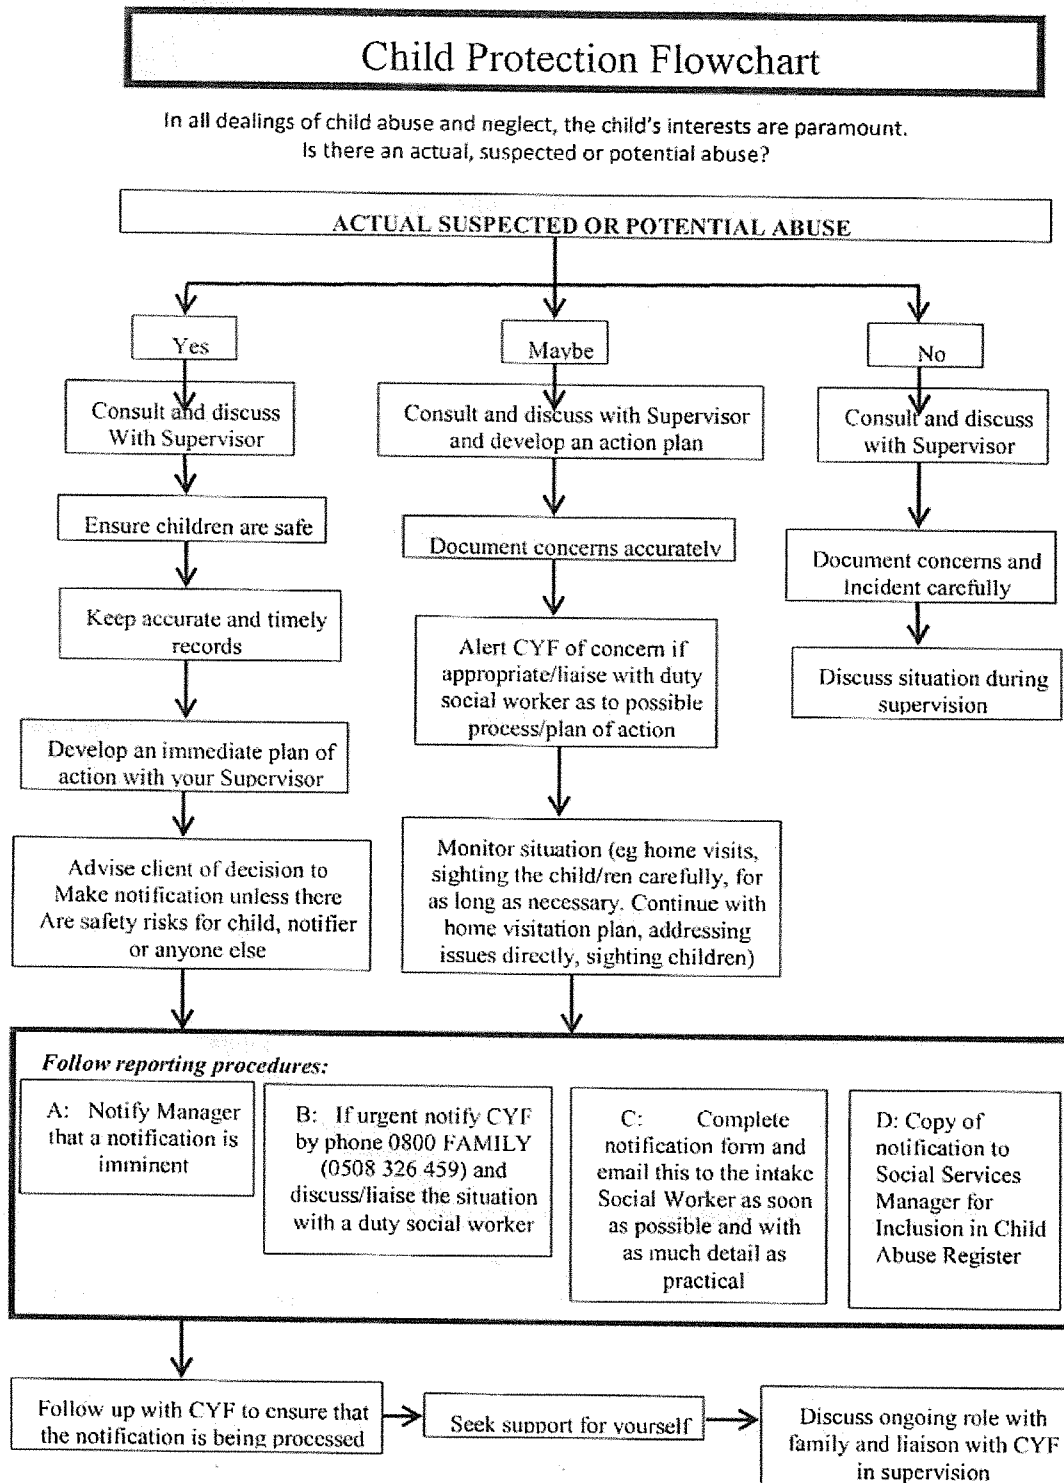 Child Protection Flowchart
In all dealings of child abuse and neglect, the child's interests are paramount.
Is there an actual, suspected or potential abuse?
ACTUAL SUSPECTED OR POTENTIAL ABUSE
Yes
Consult and discuss
With Supervisor
Ensure children are safe
Keep accurate and timely
records
Develop an immediate plan of
action with your Supervisor
Advise client of decision to
Make notification unless there
Are safety risks for child, notifier
or anyone else
Maybe
Consult and discuss with Supervisor
and develop an action plan
Document concerns accurately
Alert CYF of concern if
appropriate/liaise with duty
social worker as to possible
process/plan of action
Monitor situation (eg home visits,
sighting the child/ren carefully, for
as long as necessary. Continue with
home visitation plan, addressing
issues directly, sighting children)
No
Consult and discuss
with Supervisor
Document concerns and
Incident carefully
Discuss situation during
supervision
Follow reporting procedures:
A: Notify Manager
that a notification is
imminent
B: If urgent notify CYF
by phone 0800 FAMILY
(0508 326 459) and
discuss/liaise the situation
with a duty social worker
C: Complete
notification form and
email this to the intake
Social Worker as soon
as possible and with
as much detail as
practical
D: Copy of
notification to
Social Services
Manager for
Inclusion in Child
Abuse Register
Follow up with CYF to ensure that
the notification is being processed
Seek support for yourself
Discuss ongoing role with
family and liaison with CYF
in supervision